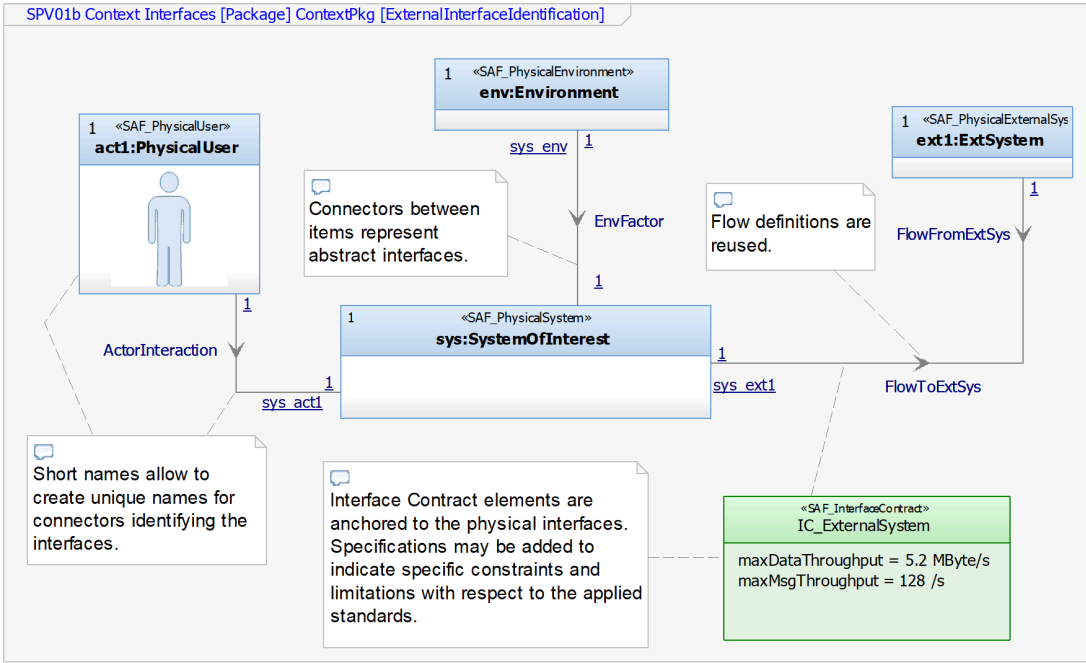 SPV01b Context Interfaces [Package] ContextPkg [ExternalInterfaceIdentification]
1 «SAF_PhysicalEnvironment»
env:Environment
1 «SAF_PhysicalUser»
act1:PhysicalUser
1 «SAF_PhysicalExternalSys
ext1:ExtSystem
sys_env
1
1
Connectors between
items represent
abstract interfaces.
EnvFactor
Flow definitions are
reused.
FlowFromExtSys
1
1
ActorInteraction
1 «SAF_PhysicalSystem»
sys:SystemOfInterest
1
sys_act1
1
sys_ext1
FlowToExtSys
Short names allow to
create unique names for
connectors identifying the
interfaces.
Interface Contract elements are
anchored to the physical interfaces.
Specifications may be added to
indicate specific constraints and
limitations with respect to the applied
standards.
«SAF_InterfaceContract»
IC_ExternalSystem
maxDataThroughput = 5.2 MByte/s
maxMsgThroughput = 128 /s